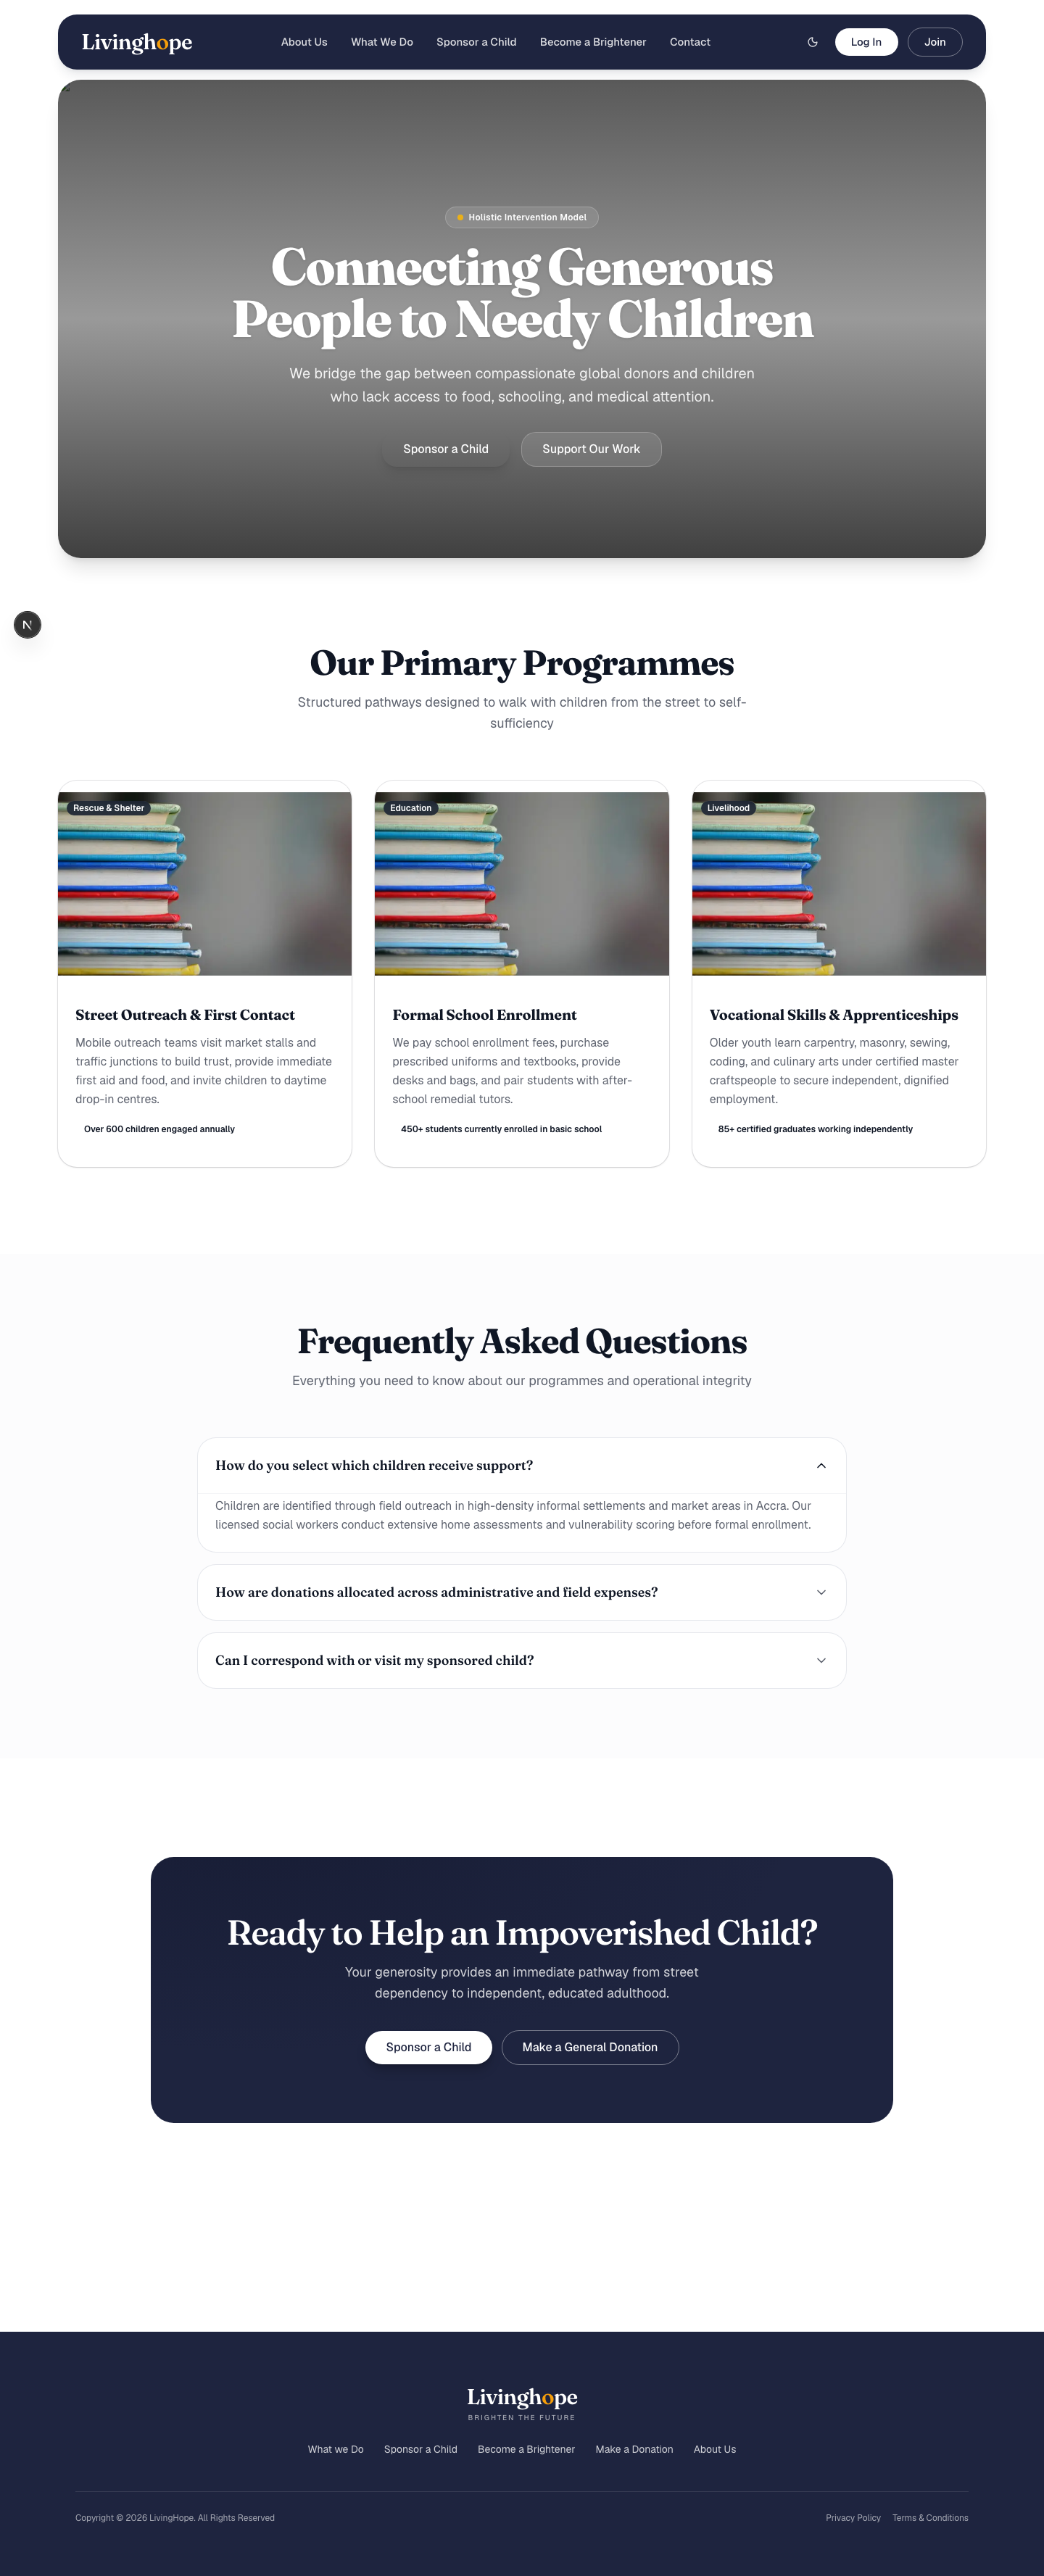 Livinghope
About Us
What We Do
Sponsor a Child
Become a Brightener
Contact
Log In
Join
Holistic Intervention Model
Connecting Generous
People to Needy Children
We bridge the gap between compassionate global donors and children
who lack access to food, schooling, and medical attention.
Sponsor a Child
Support Our Work
N
Our Primary Programmes
Structured pathways designed to walk with children from the street to self-
sufficiency
Rescue & Shelter
Street Outreach & First Contact
Mobile outreach teams visit market stalls and
traffic junctions to build trust, provide immediate
first aid and food, and invite children to daytime
drop-in centres.
Over 600 children engaged annually
Education
Formal School Enrollment
We pay school enrollment fees, purchase
prescribed uniforms and textbooks, provide
desks and bags, and pair students with after-
school remedial tutors.
450+ students currently enrolled in basic school
Livelihood
Vocational Skills & Apprenticeships
Older youth learn carpentry, masonry, sewing,
coding, and culinary arts under certified master
craftspeople to secure independent, dignified
employment.
85+ certified graduates working independently
Frequently Asked Questions
Everything you need to know about our programmes and operational integrity
How do you select which children receive support?
Children are identified through field outreach in high-density informal settlements and market areas in Accra. Our
licensed social workers conduct extensive home assessments and vulnerability scoring before formal enrollment.
How are donations allocated across administrative and field expenses?
Can I correspond with or visit my sponsored child?
Ready to Help an Impoverished Child?
Your generosity provides an immediate pathway from street
dependency to independent, educated adulthood.
Sponsor a Child
Make a General Donation
Livinghope
BRIGHTEN THE FUTURE
What we Do
Sponsor a Child
Become a Brightener
Make a Donation
About Us
Copyright © 2026 LivingHope. All Rights Reserved
Privacy Policy
Terms & Conditions